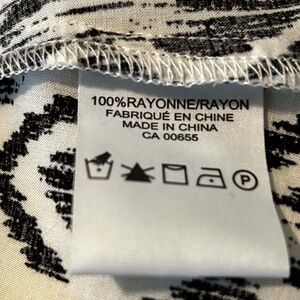 100%RAYONNE/RAYON
FABRIQUÉ EN CHINE
MADE IN CHINA
CA 00655
P